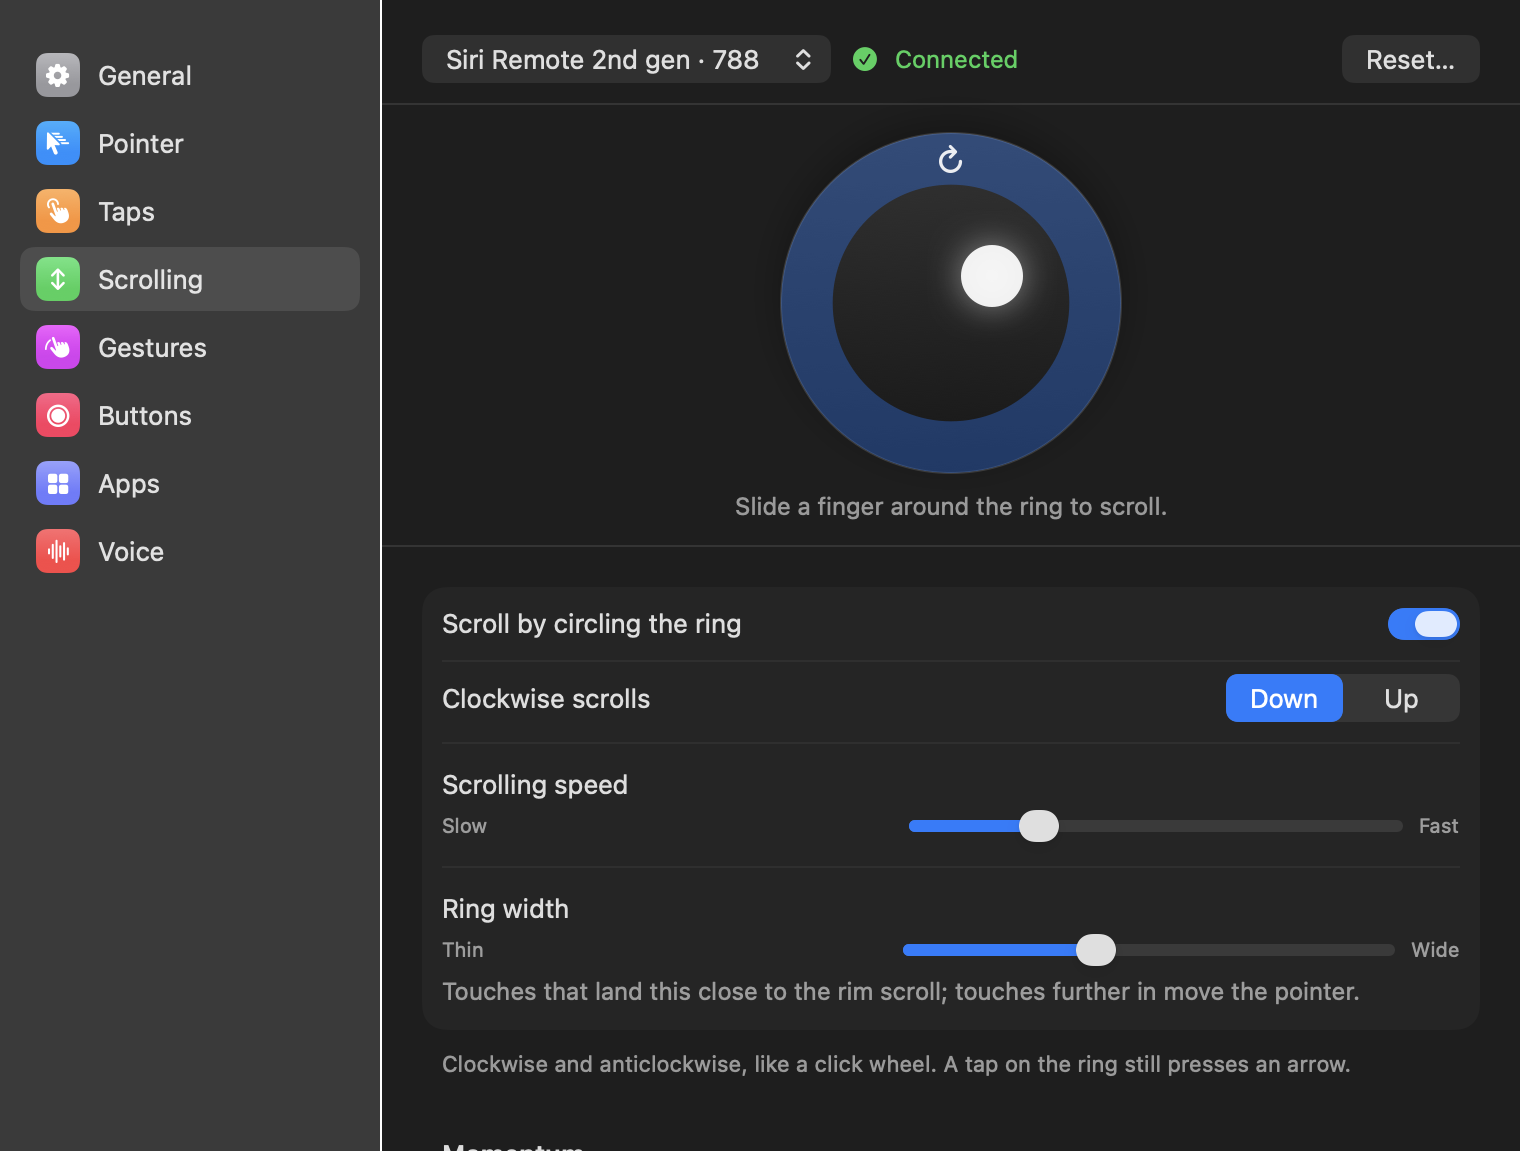 General
Pointer
Taps
Scrolling
Gestures
Buttons
Apps
Voice
Siri Remote 2nd gen · 788
Connected
Reset...
Slide a finger around the ring to scroll.
Scroll by circling the ring
Clockwise scrolls
Down Up
Scrolling speed
Slow Fast
Ring width
Thin Wide
Touches that land this close to the rim scroll; touches further in move the pointer.
Clockwise and anticlockwise, like a click wheel. A tap on the ring still presses an arrow.
Momentum